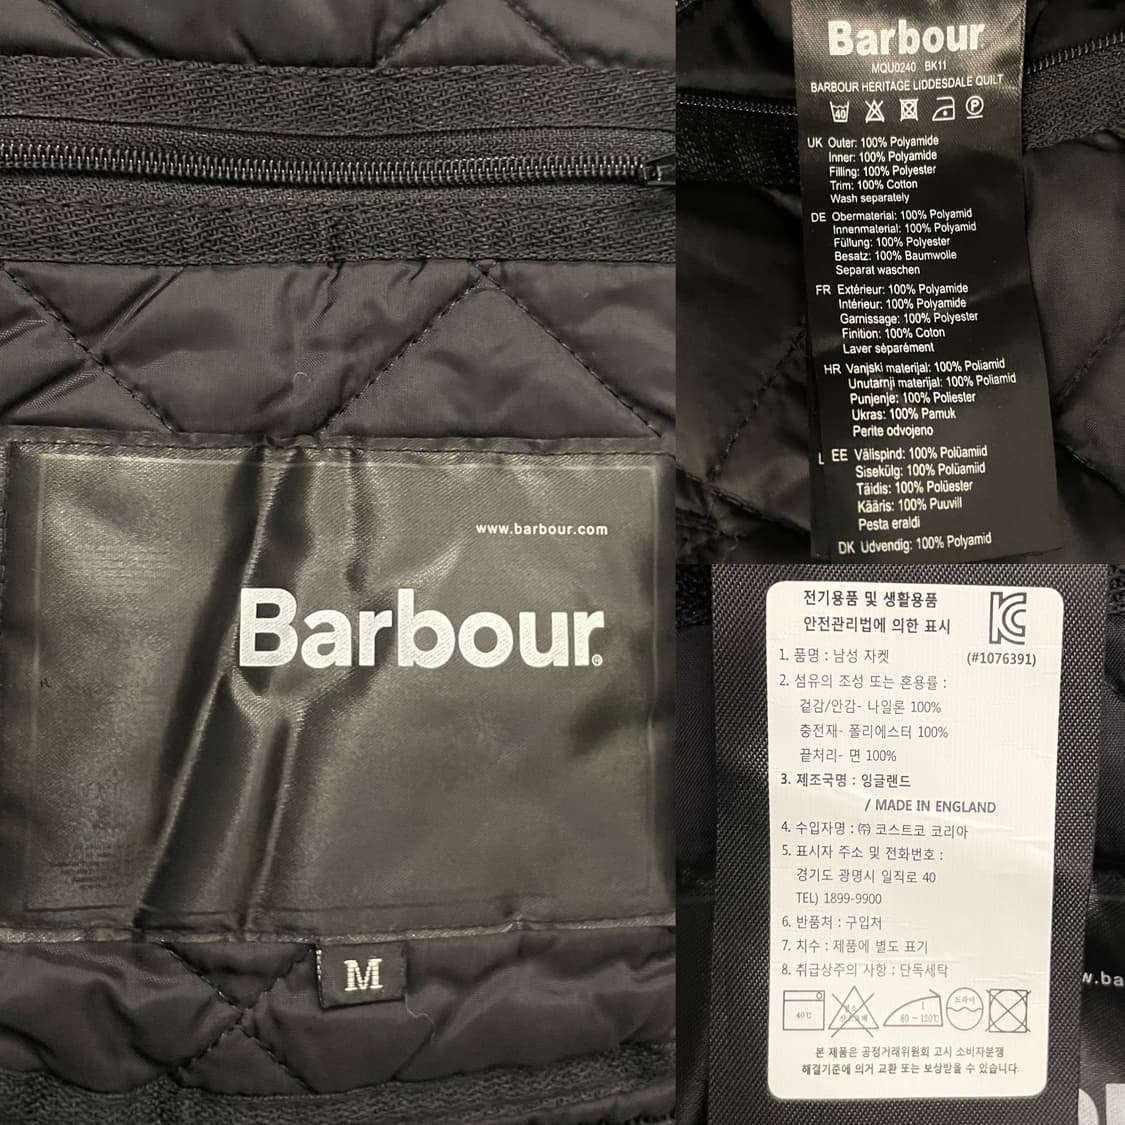 www.barbour.com
Barbour
M
Barbour
MQU0240 BK11
BARBOUR HERITAGE LIDDESDALE QUILT
40
P
UK Outer: 100% Polyamide
Inner: 100% Polyamide
Filling: 100% Polyester
Trim: 100% Cotton
Wash separately
DE Obermaterial: 100% Polyamid
Innenmaterial: 100% Polyamid
Füllung: 100% Polyester
Besatz: 100% Baumwolle
Separat waschen
FR Extérieur: 100% Polyamide
Intérieur: 100% Polyamide
Garnissage: 100% Polyester
Finition: 100% Coton
Laver séparément
HR Vanjski materijal: 100% Poliamid
Unutarnji materijal: 100% Poliamid
Punjenje: 100% Poliester
Ukras: 100% Pamuk
Perite odvojeno
EE Välispind: 100% Polüamiid
Sisekülg: 100% Polüamiid
Täidis: 100% Polüester
Kääris: 100% Puuvill
Pesta eraldi
DK Udvendig: 100% Polyamid
전기용품 및 생활용품
안전관리법에 의한 표시
(#1076391)
1. 품명 : 남성 자켓
2. 섬유의 조성 또는 혼용률 :
겉감/안감- 나일론 100%
충전재- 폴리에스터 100%
끝처리- 면 100%
3. 제조국명 : 잉글랜드
/ MADE IN ENGLAND
4. 수입자명 : ㈜ 코스트코 코리아
5. 표시자 주소 및 전화번호 :
경기도 광명시 일직로 40
TEL) 1899-9900
6. 반품처 : 구입처
7. 치수 : 제품에 별도 표기
8. 취급상주의 사항 : 단독세탁
40℃
염소
산소표백
80 ~ 120℃
드라이
본 제품은 공정거래위원회 고시 소비자분쟁
해결기준에 의거 교환 또는 보상받을 수 있습니다.
w.ba